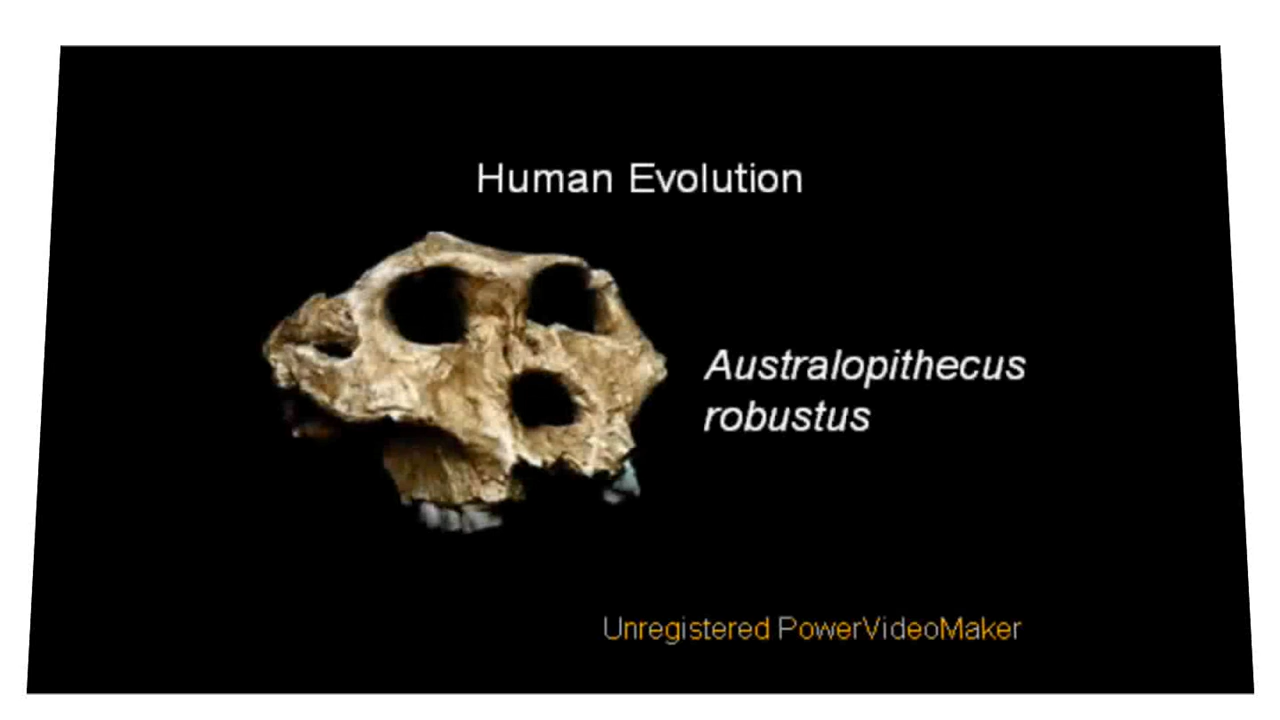 Human Evolution
Australopithecus
robustus
Unregistered PowerVideoMaker